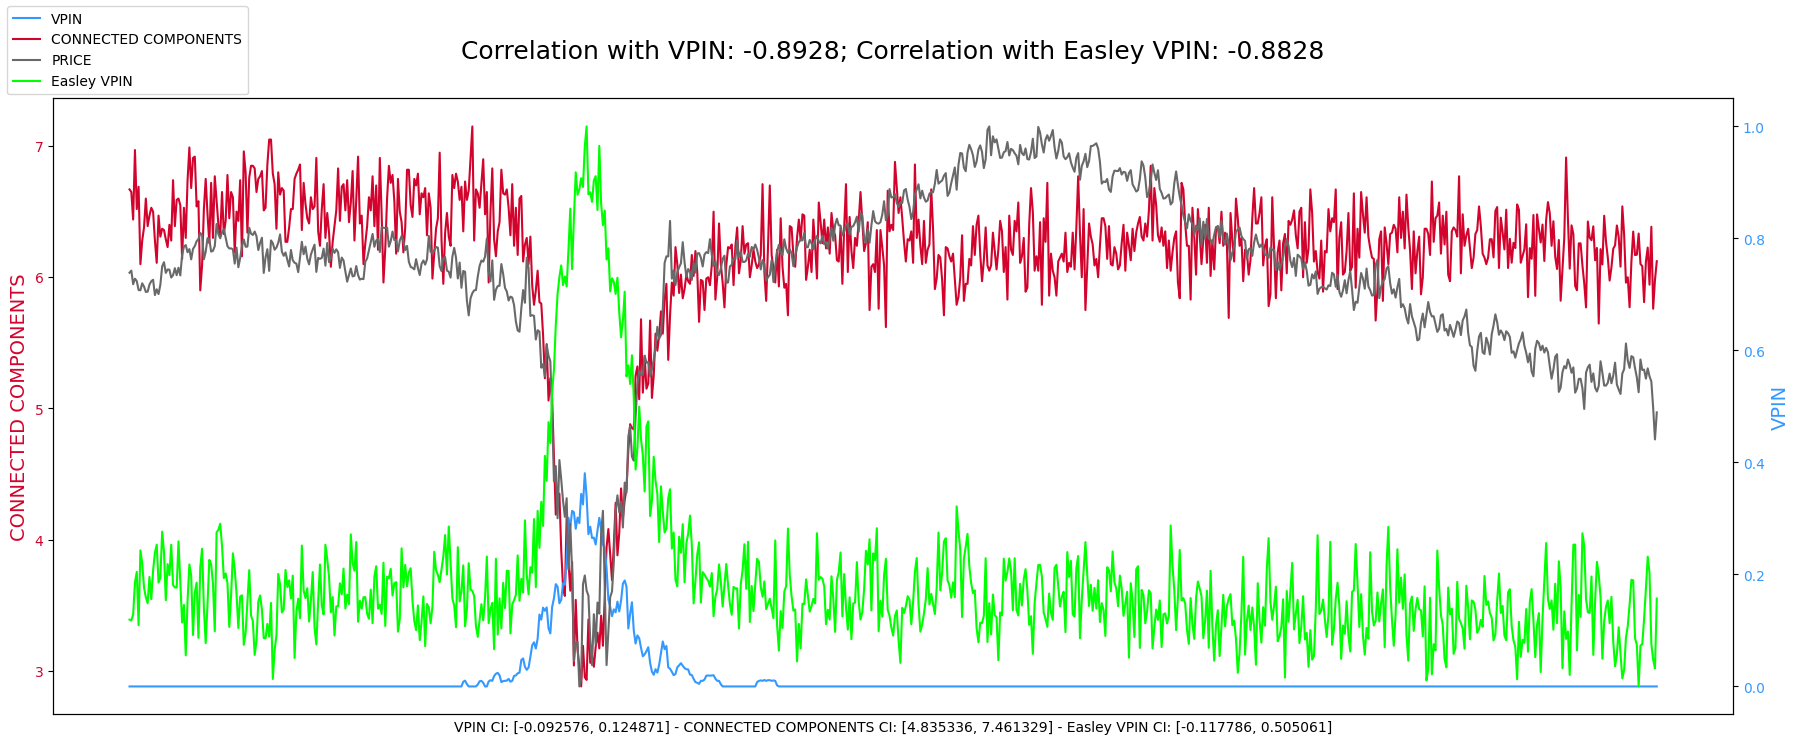 VPIN
CONNECTED COMPONENTS
PRICE
Easley VPIN
Correlation with VPIN: -0.8928; Correlation with Easley VPIN: -0.8828
CONNECTED COMPONENTS
7
6
5
4
3
1.0
0.8
0.6
0.4
0.2
0.0
VPIN
VPIN CI: [-0.092576, 0.124871] - CONNECTED COMPONENTS CI: [4.835336, 7.461329] - Easley VPIN CI: [-0.117786, 0.505061]